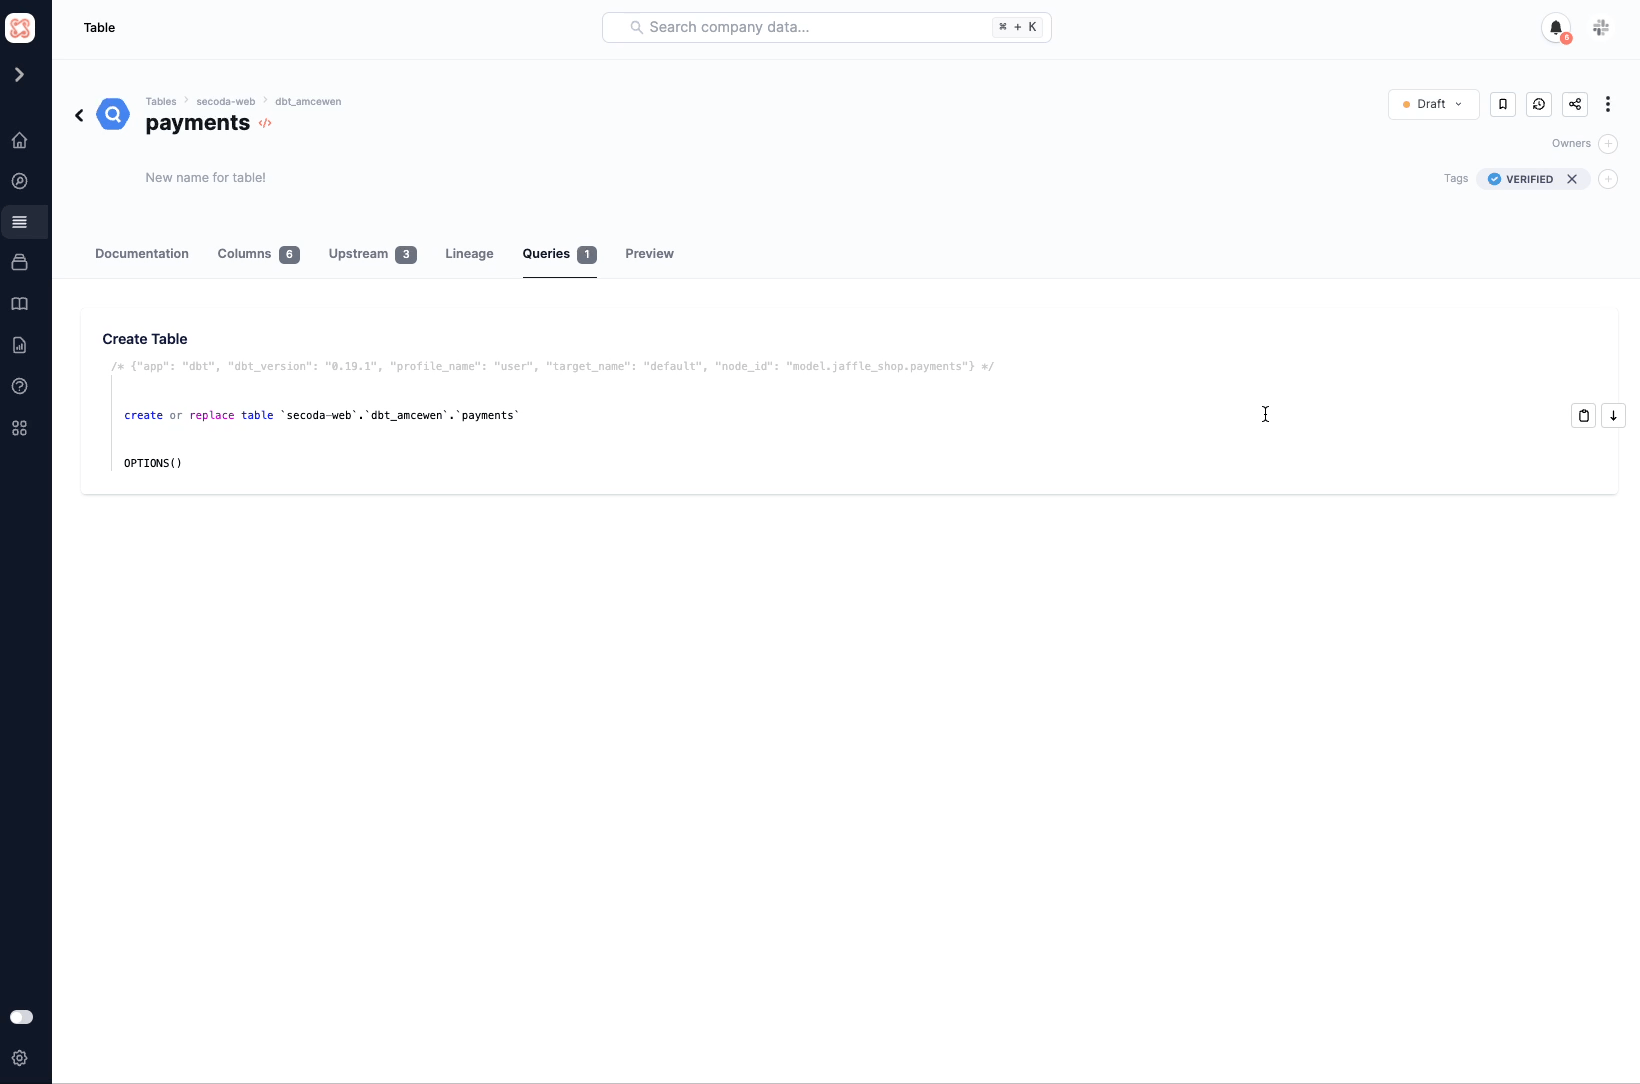 Table
Search company data...
⌘ + K
Tables > secoda-web > dbt_amcewen
payments </>
New name for table!
Draft
Owners
Tags VERIFIED
Documentation Columns 6 Upstream 3 Lineage Queries 1 Preview
Create Table
/* {"app": "dbt", "dbt_version": "0.19.1", "profile_name": "user", "target_name": "default", "node_id": "model.jaffle_shop.payments"} */
create or replace table `secoda-web`.`dbt_amcewen`.`payments`
OPTIONS()